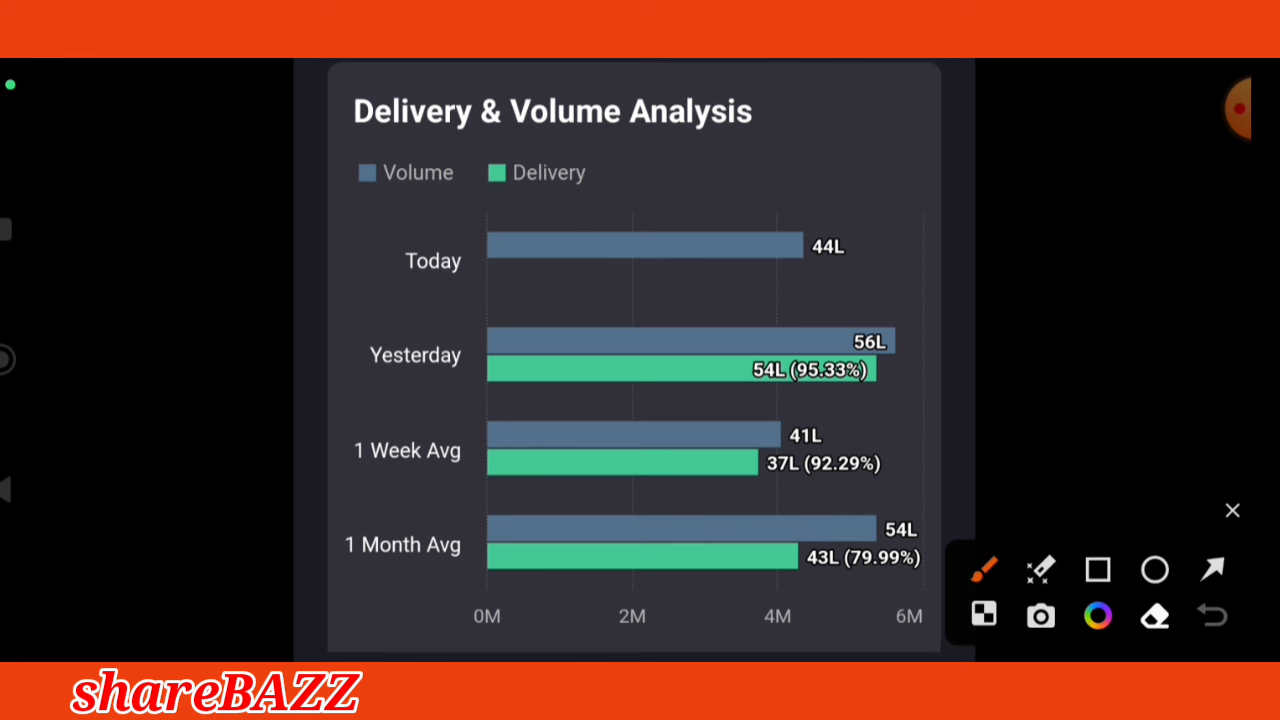 Delivery & Volume Analysis
Volume Delivery
Today 44L
Yesterday 56L
54L (95.33%)
1 Week Avg 41L
37L (92.29%)
1 Month Avg 54L
43L (79.99%)
0M 2M 4M 6M
shareBAZZ